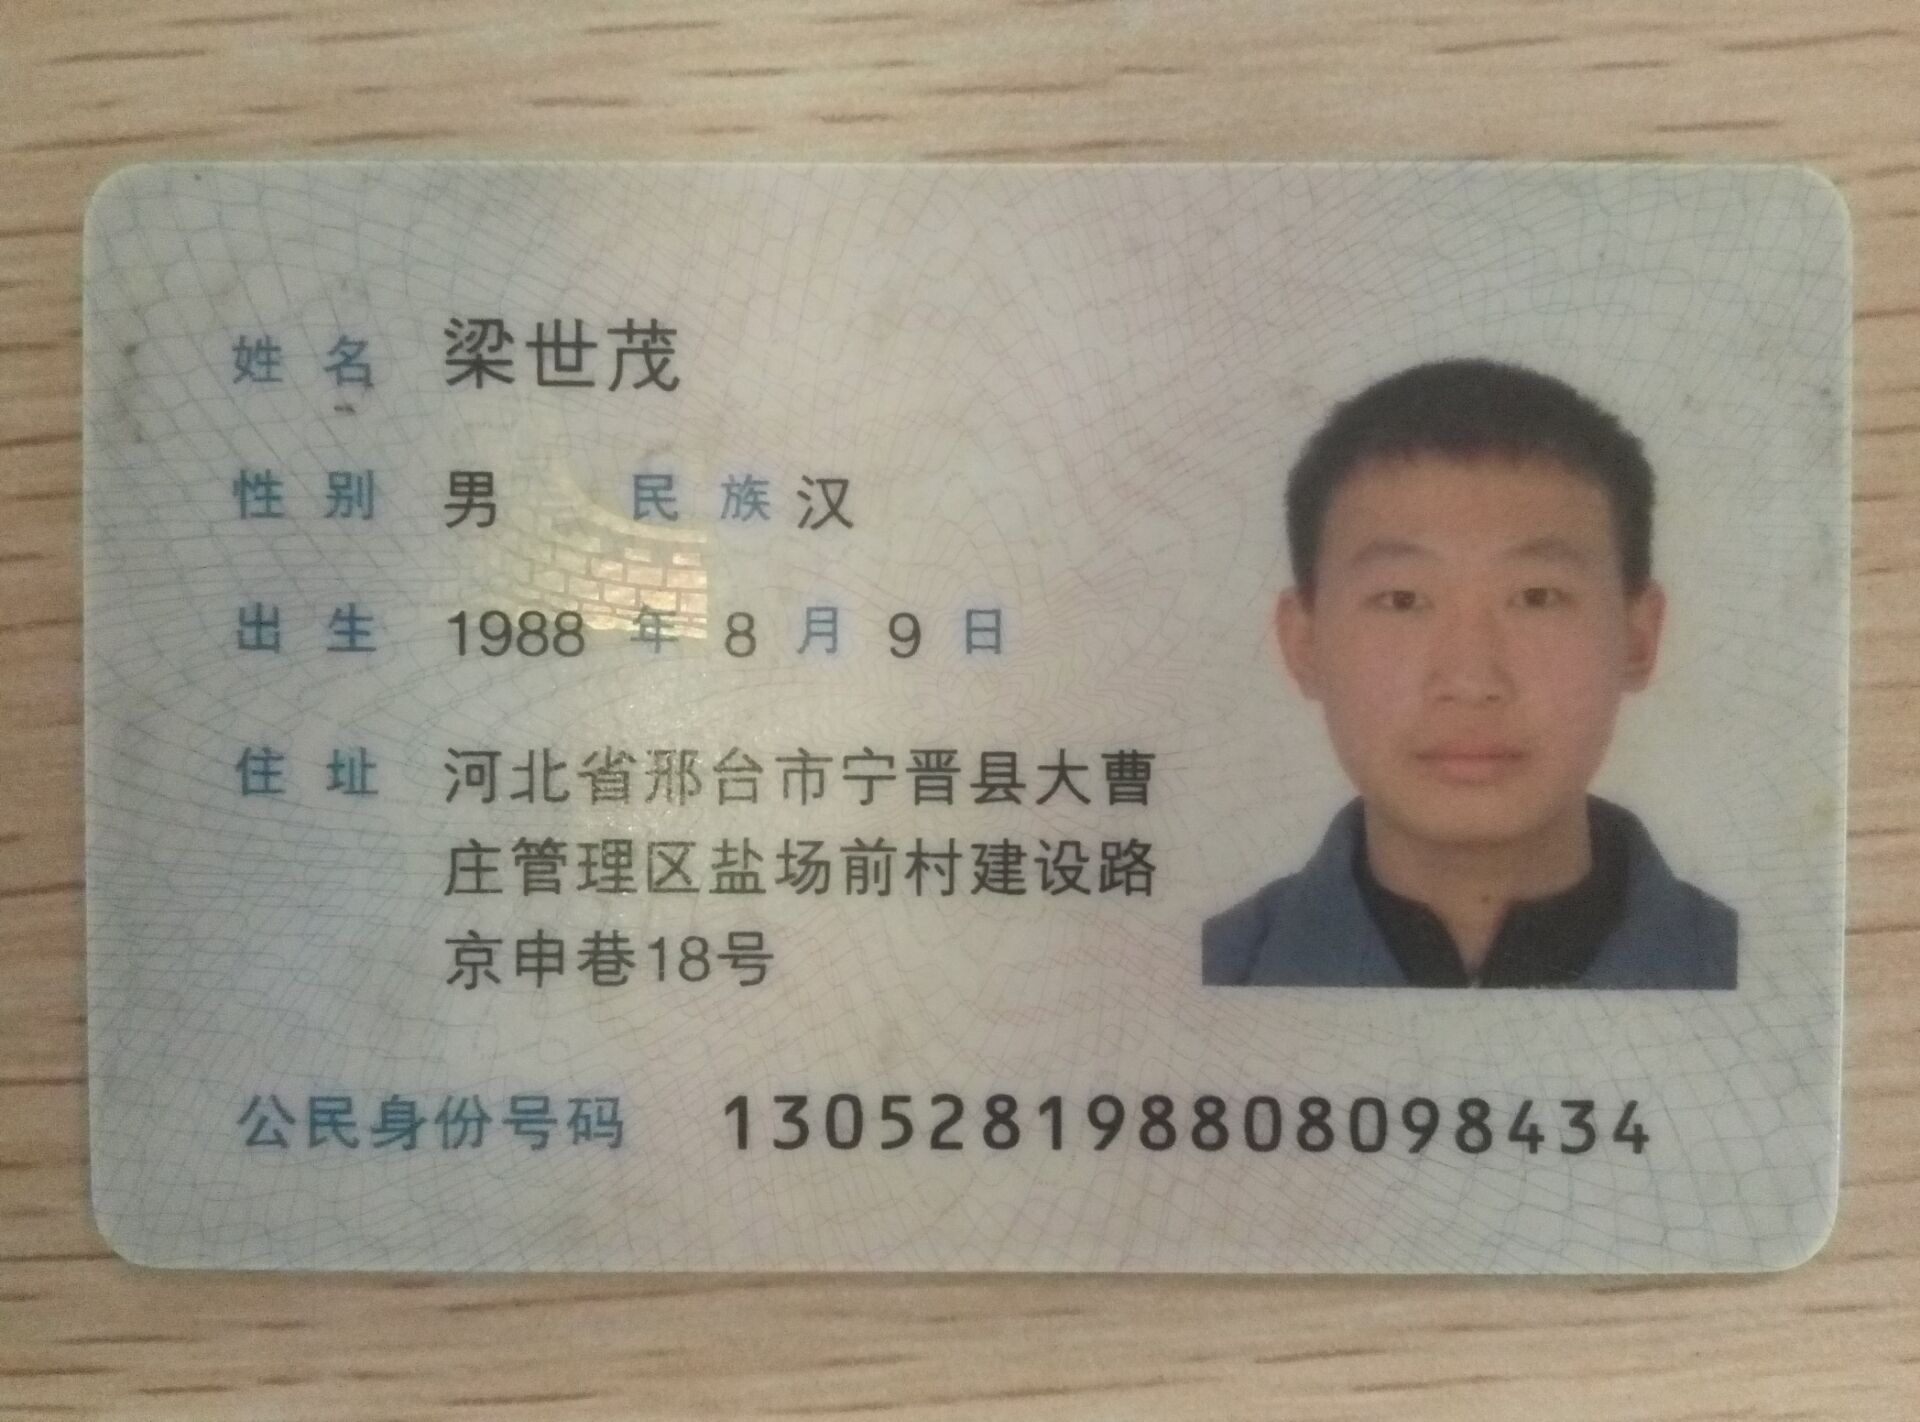 姓名 梁世茂
性别 男 民族 汉
出生 1988 年 8 月 9 日
住址 河北省邢台市宁晋县大曹
庄管理区盐场前村建设路
京申巷18号
公民身份号码 130528198808098434